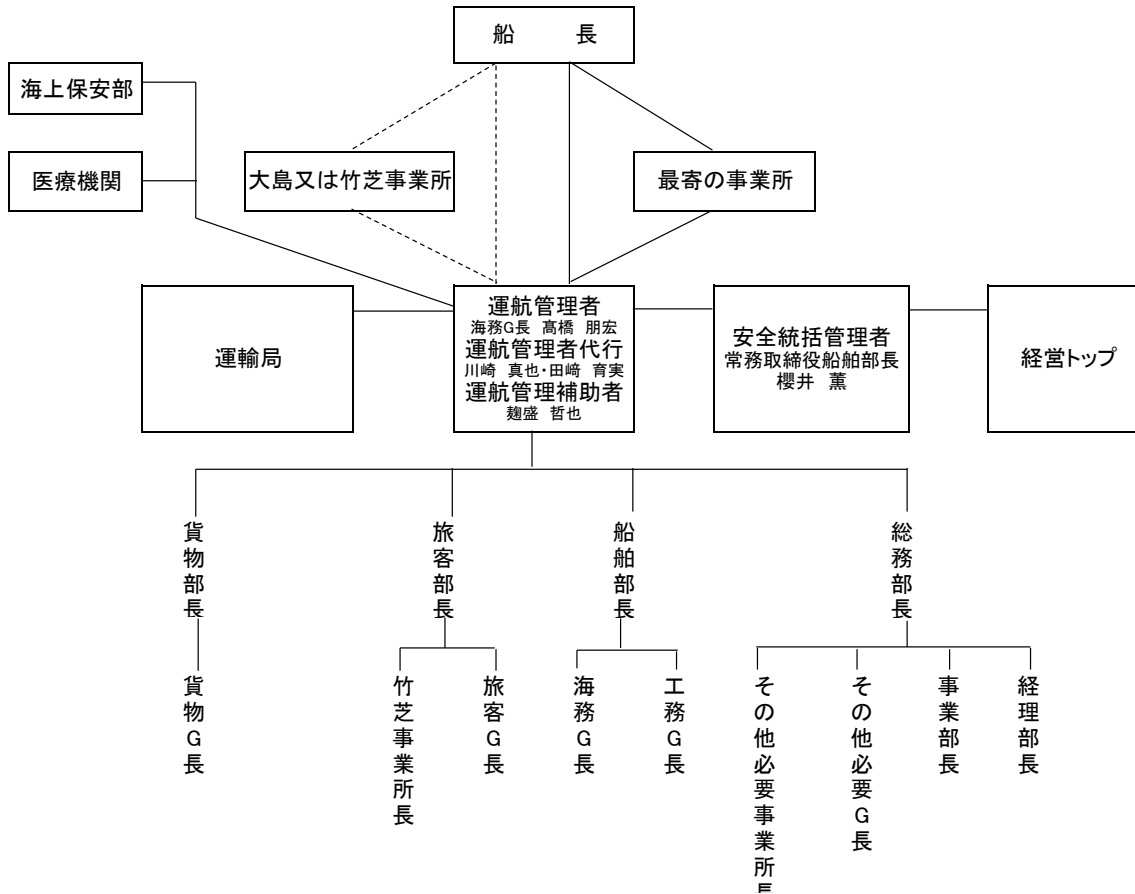 船　　長
海上保安部
医療機関
大島又は竹芝事業所
最寄の事業所
運輸局
運航管理者
海務G長　髙橋　朋宏
運航管理者代行
川崎　真也・田﨑　育実
運航管理補助者
麹盛　哲也
安全統括管理者
常務取締役船舶部長
櫻井　薫
経営トップ
貨物部長
旅客部長
船舶部長
総務部長
貨物G長
竹芝事業所長
旅客G長
海務G長
工務G長
その他必要事業所長
その他必要G長
事業部長
経理部長